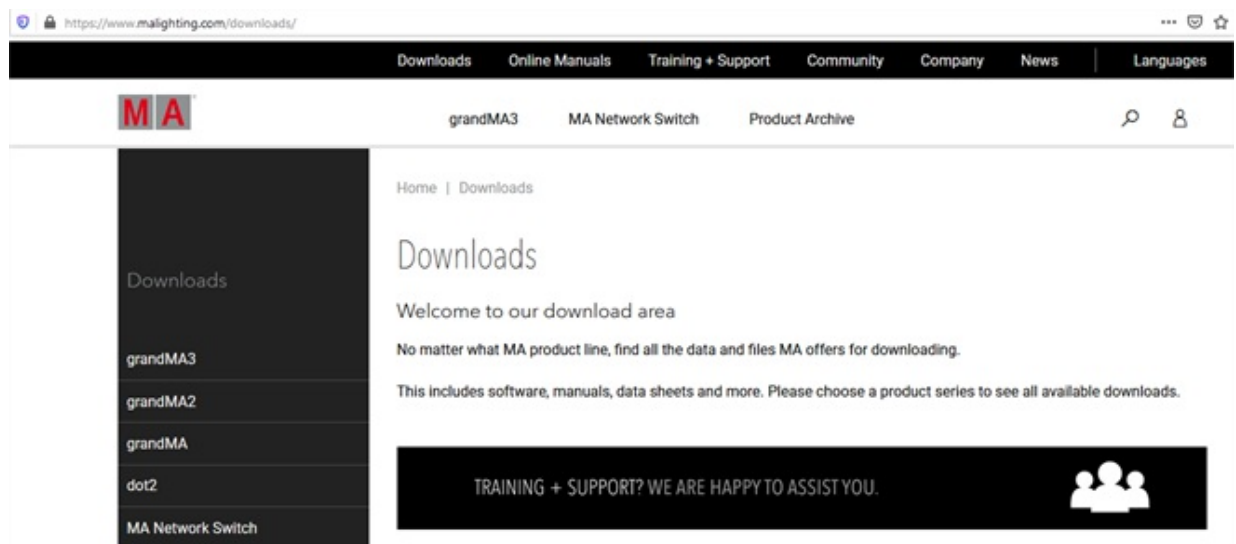 https://www.malighting.com/downloads/
Downloads Online Manuals Training + Support Community Company News Languages
MA
grandMA3 MA Network Switch Product Archive
Home | Downloads
Downloads
Welcome to our download area
No matter what MA product line, find all the data and files MA offers for downloading.
This includes software, manuals, data sheets and more. Please choose a product series to see all available downloads.
TRAINING + SUPPORT? WE ARE HAPPY TO ASSIST YOU.
Downloads
grandMA3
grandMA2
grandMA
dot2
MA Network Switch